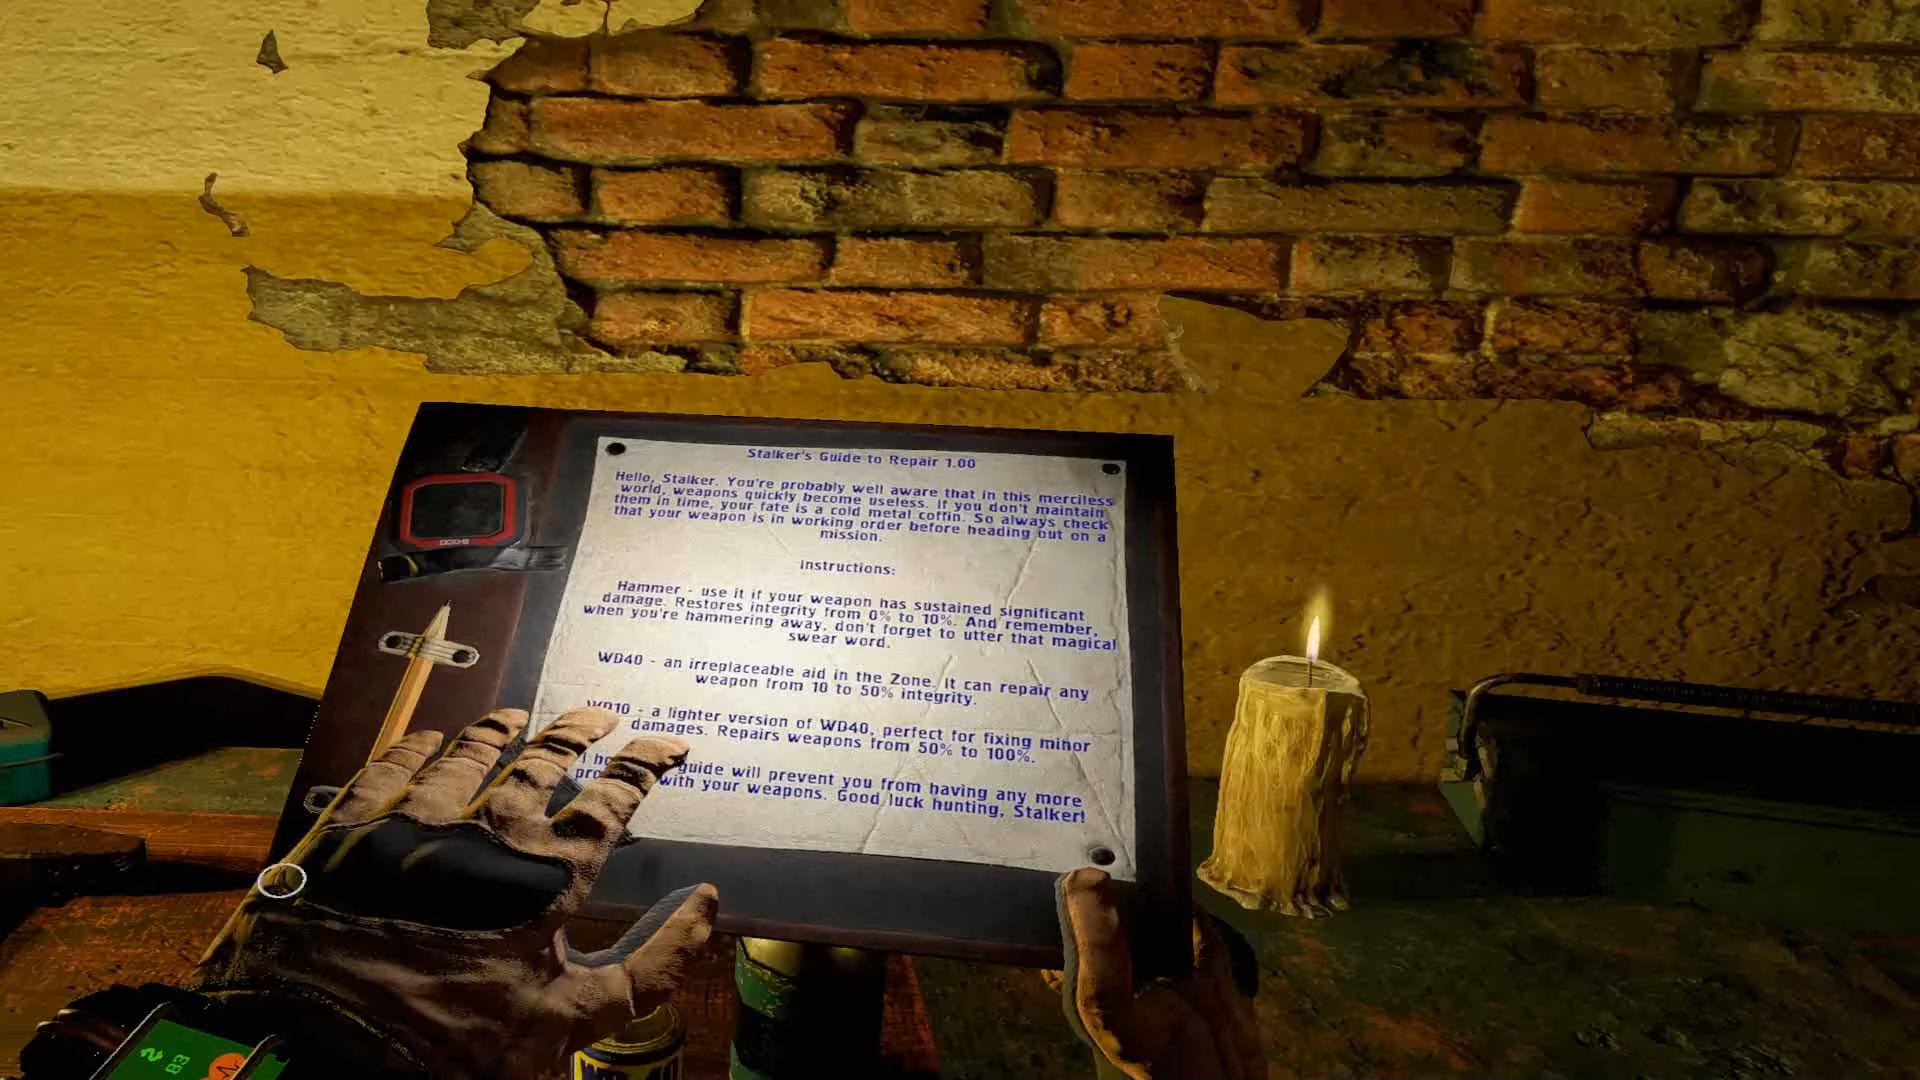 Stalker's Guide to Repair 1.00
Hello, Stalker. You're probably well aware that in this merciless
world, weapons quickly become useless. If you don't maintain
them in time, your fate is a cold metal coffin. So always check
that your weapon is in working order before heading out on a
mission.
Instructions:
Hammer - use it if your weapon has sustained significant
damage. Restores integrity from 0% to 10%. And remember,
when you're hammering away, don't forget to utter that magical
swear word.
WD40 - an irreplaceable aid in the Zone. It can repair any
weapon from 10 to 50% integrity.
WD10 - a lighter version of WD40, perfect for fixing minor
damages. Repairs weapons from 50% to 100%.
I guide will prevent you from having any more
with your weapons. Good luck hunting, Stalker!
2 83